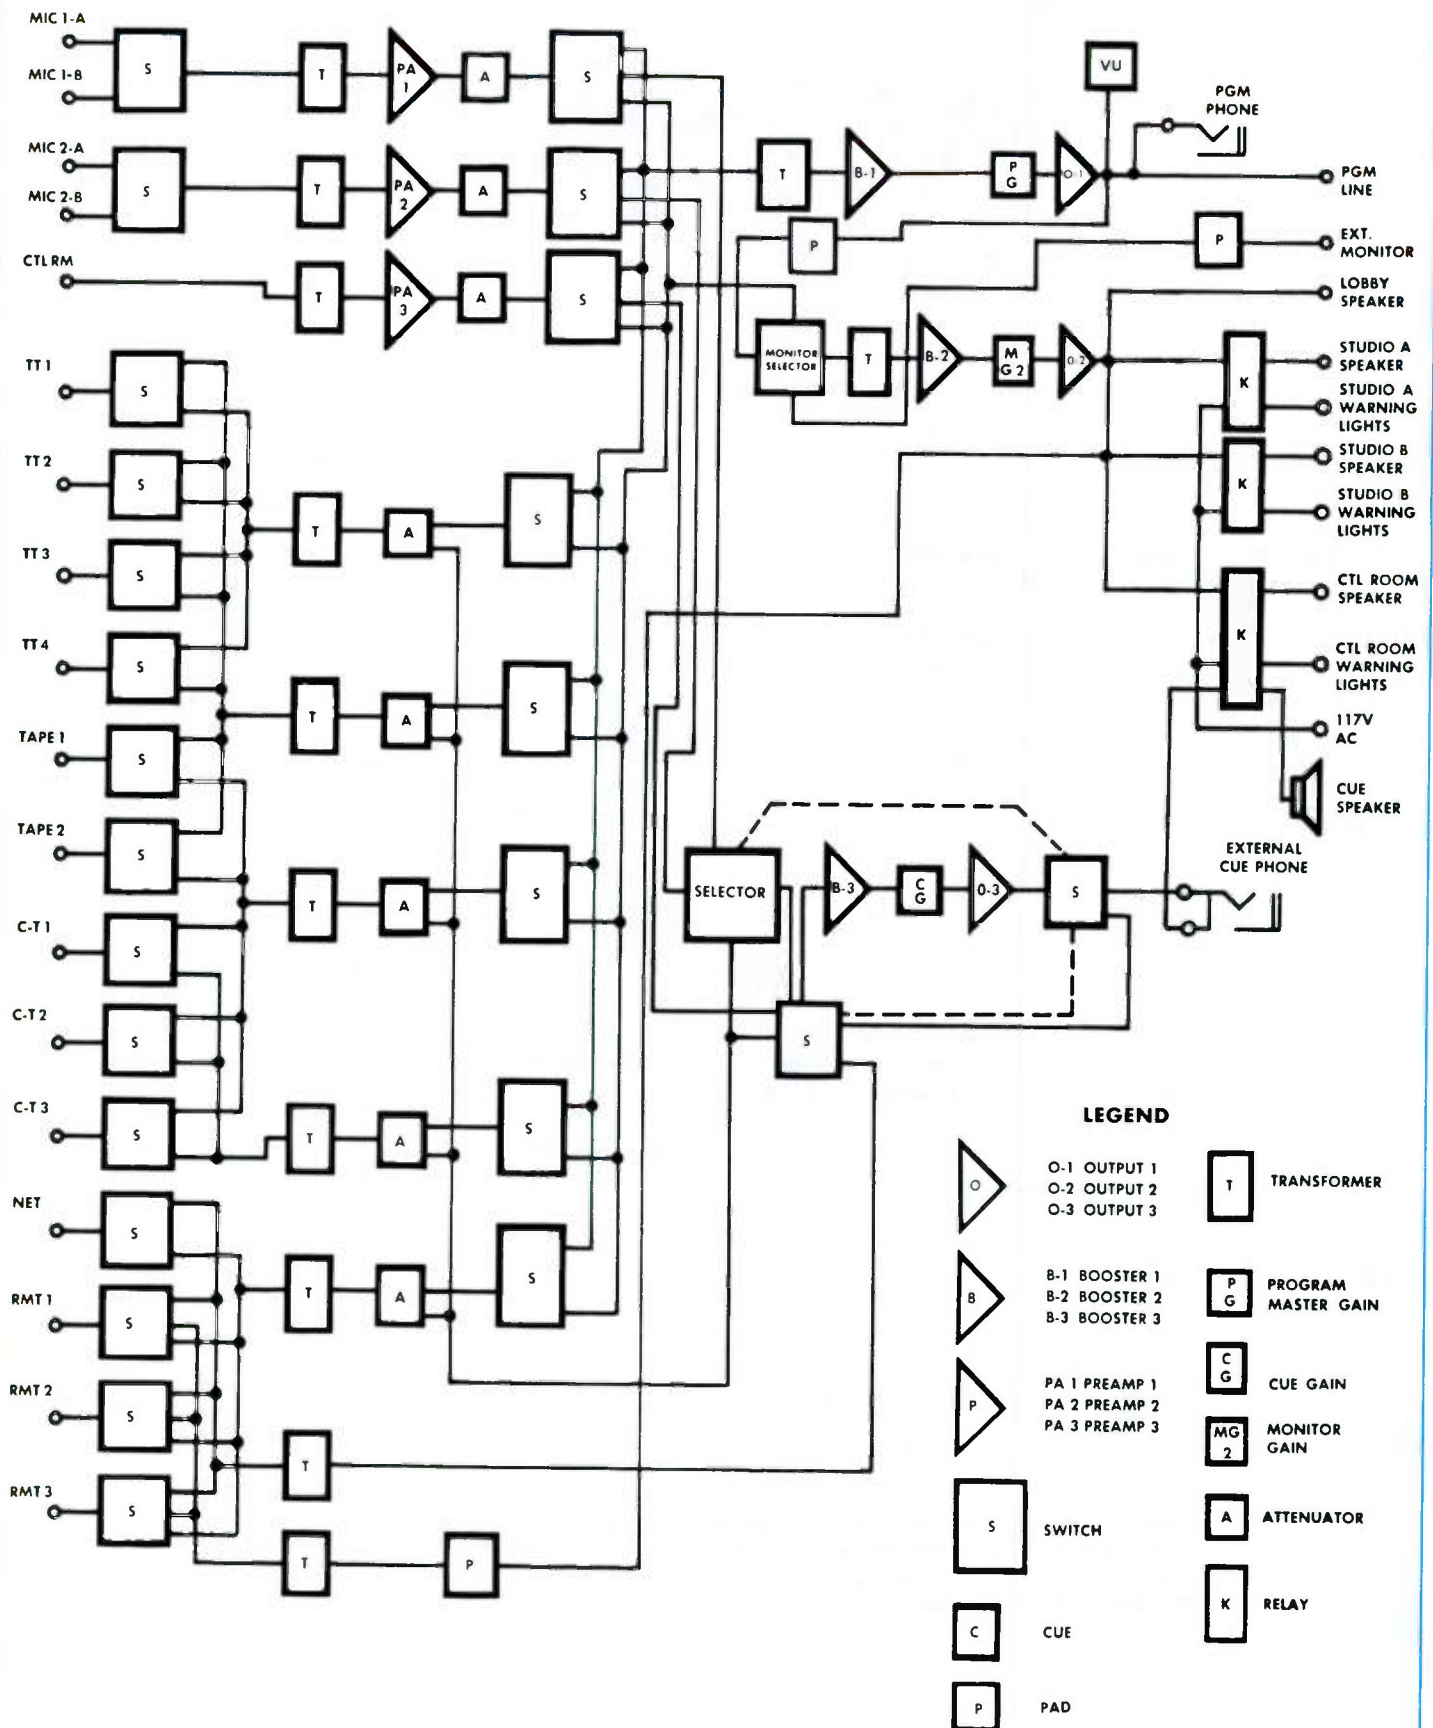 MIC 1-A
MIC 1-B
S
T
PA 1
A
S
VU
PGM PHONE
MIC 2-A
MIC 2-B
S
T
PA 2
A
S
T
B-1
P G
O-1
PGM LINE
P
P
EXT. MONITOR
CTL RM
T
PA 3
A
S
LOBBY SPEAKER
MONITOR SELECTOR
T
B-2
M G 2
O-2
K
STUDIO A SPEAKER
STUDIO A WARNING LIGHTS
K
STUDIO B SPEAKER
STUDIO B WARNING LIGHTS
K
CTL ROOM SPEAKER
CTL ROOM WARNING LIGHTS
117V AC
CUE SPEAKER
EXTERNAL CUE PHONE
TT 1
S
TT 2
S
T
A
S
TT 3
S
TT 4
S
T
A
S
TAPE 1
S
TAPE 2
S
T
A
S
SELECTOR
B-3
C G
O-3
S
S
C-T 1
S
C-T 2
S
C-T 3
S
T
A
S
NET
S
T
A
S
RMT 1
S
RMT 2
S
T
RMT 3
S
T
P
LEGEND
O
O-1 OUTPUT 1
O-2 OUTPUT 2
O-3 OUTPUT 3
T
TRANSFORMER
B
B-1 BOOSTER 1
B-2 BOOSTER 2
B-3 BOOSTER 3
P G
PROGRAM MASTER GAIN
C G
CUE GAIN
P
PA 1 PREAMP 1
PA 2 PREAMP 2
PA 3 PREAMP 3
MG 2
MONITOR GAIN
S
SWITCH
A
ATTENUATOR
K
RELAY
C
CUE
P
PAD